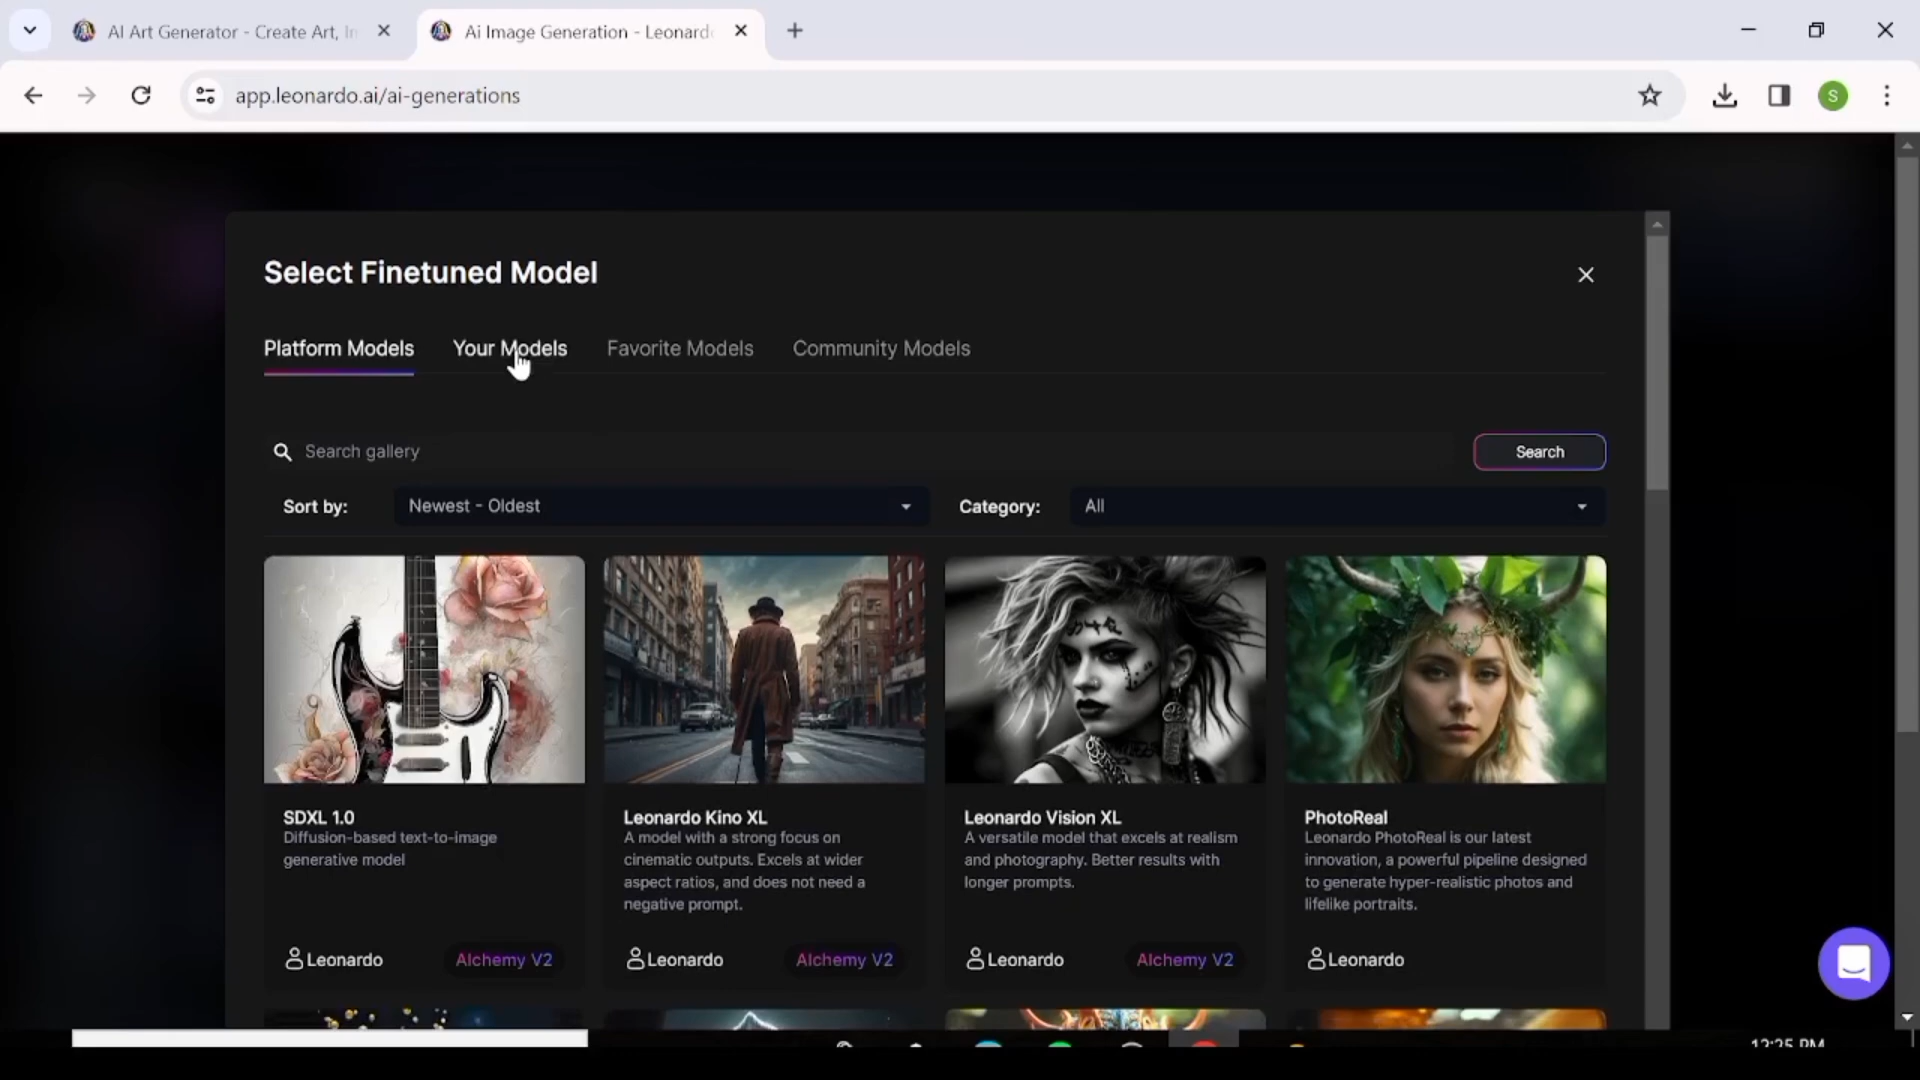 AI Art Generator - Create Art, In
Ai Image Generation - Leonardo
app.leonardo.ai/ai-generations
S
Select Finetuned Model
Platform Models
Your Models
Favorite Models
Community Models
Search gallery
Search
Sort by:
Newest - Oldest
Category:
All
SDXL 1.0
Diffusion-based text-to-image
generative model
Leonardo
Alchemy V2
Leonardo Kino XL
A model with a strong focus on
cinematic outputs. Excels at wider
aspect ratios, and does not need a
negative prompt.
Leonardo
Alchemy V2
Leonardo Vision XL
A versatile model that excels at realism
and photography. Better results with
longer prompts.
Leonardo
Alchemy V2
PhotoReal
Leonardo PhotoReal is our latest
innovation, a powerful pipeline designed
to generate hyper-realistic photos and
lifelike portraits.
Leonardo
12:25 PM